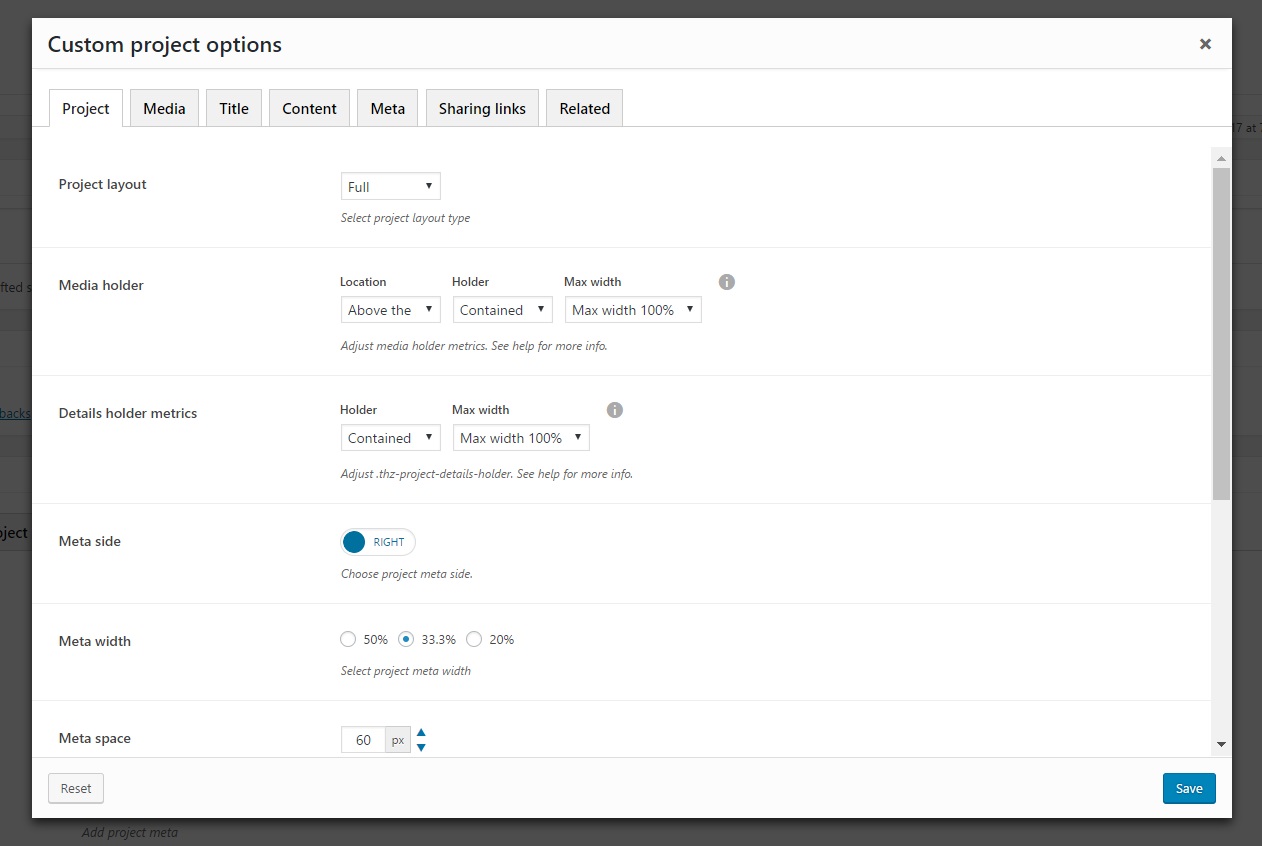 Custom project options
Project Media Title Content Meta Sharing links Related
17 at
Project layout
Full
Select project layout type
fted s
Media holder
Location Holder Max width
Above the Contained Max width 100%
Adjust media holder metrics. See help for more info.
backs
Details holder metrics
Holder Max width
Contained Max width 100%
Adjust .thz-project-details-holder. See help for more info.
oject
Meta side
RIGHT
Choose project meta side.
Meta width
50% 33.3% 20%
Select project meta width
Meta space
60 px
Reset Save
Add project meta